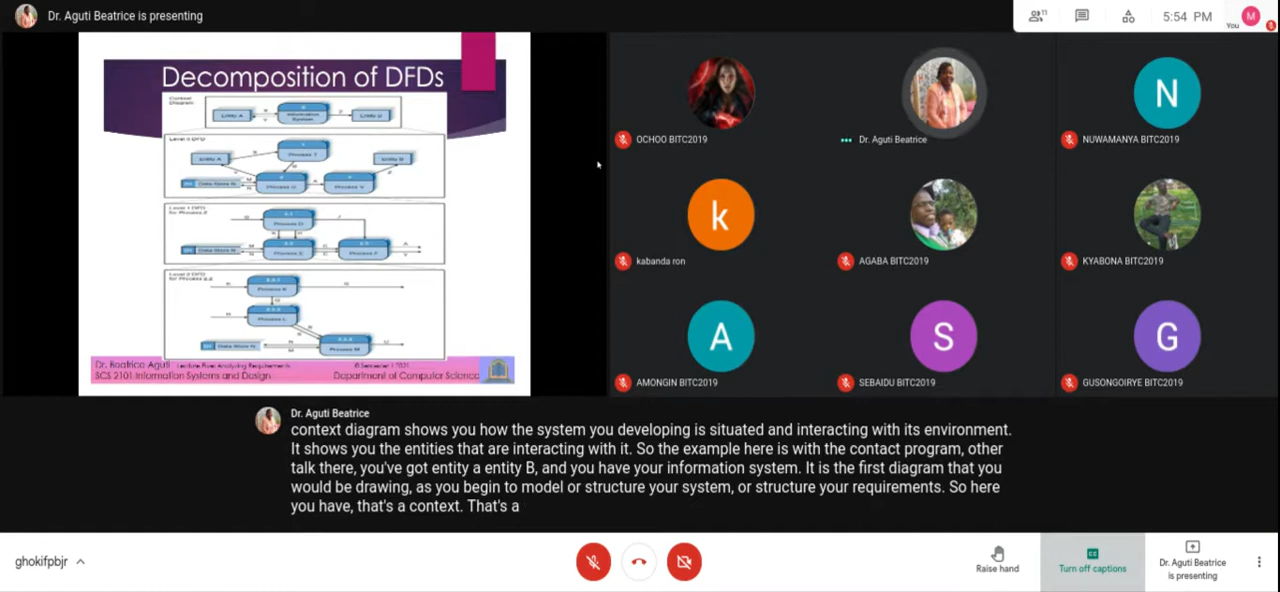 Dr. Aguti Beatrice is presenting
11
5:54 PM
M
You
Decomposition of DFDs
Context
Diagram
Entity A
Information
System
Level 0 DFD
Entity A
Process T
Entity B
Data Store N
Process V
Level 1 DFD
for Process 2
Data Store N
Process E
Process F
Level 2 DFD
for Process 2.2
Process K
Process L
Data Store N
Process M
Dr. Beatrice Aguti
SCS 2101 Information Systems and Design
Department of Computer Science
OCHOO BITC2019
Dr. Aguti Beatrice
N
NUWAMANYA BITC2019
k
kabanda ron
AGABA BITC2019
KYABONA BITC2019
A
AMONGIN BITC2019
S
SEBAIDU BITC2019
G
GUSONGOIRYE BITC2019
Dr. Aguti Beatrice
context diagram shows you how the system you developing is situated and interacting with its environment.
It shows you the entities that are interacting with it. So the example here is with the contact program, other
talk there, you've got entity a entity B, and you have your information system. It is the first diagram that you
would be drawing, as you begin to model or structure your system, or structure your requirements. So here
you have, that's a context. That's a
ghokifpbjr
Raise hand
CC
Turn off captions
Dr. Aguti Beatrice
is presenting